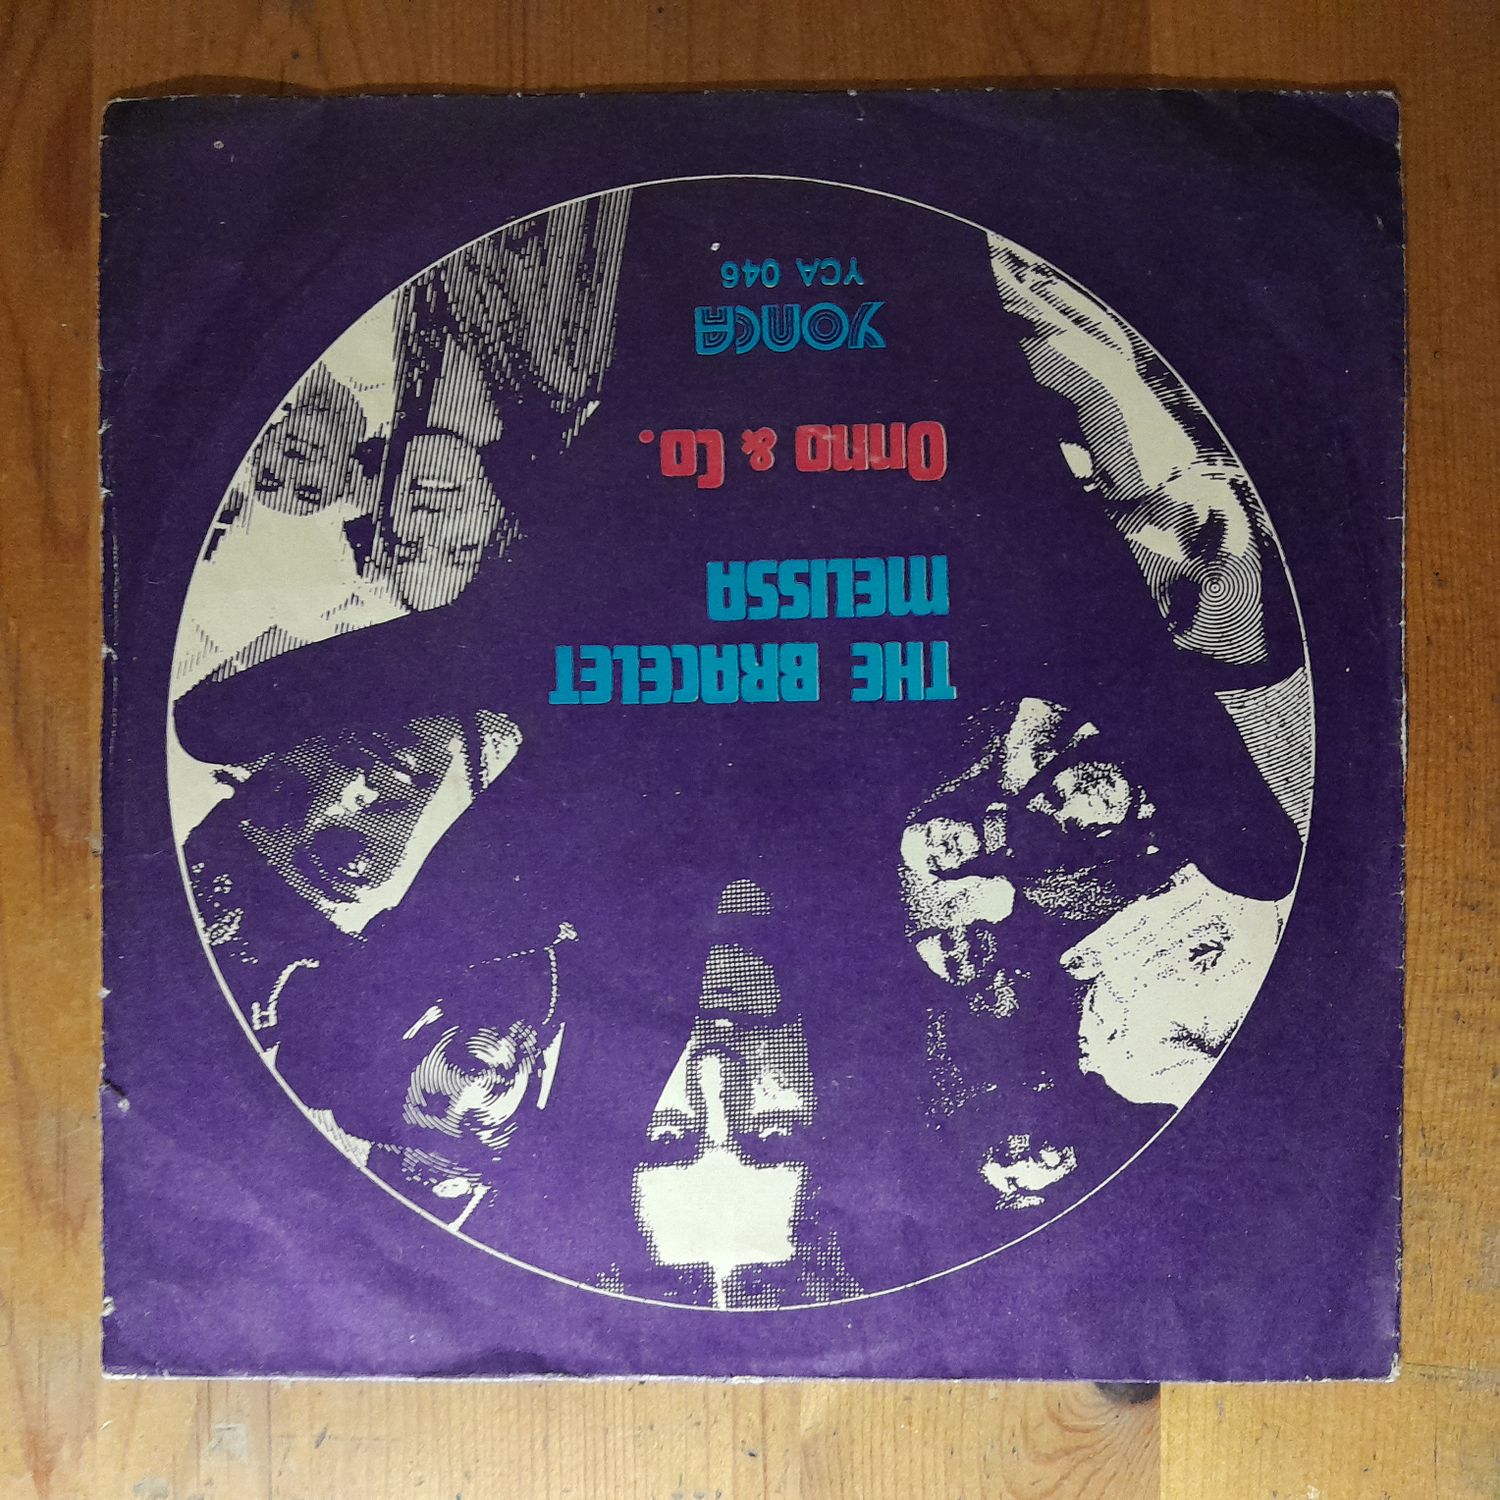 THE BRACELET
MELISSA
Onno & Co.
YONCA
YCA 046